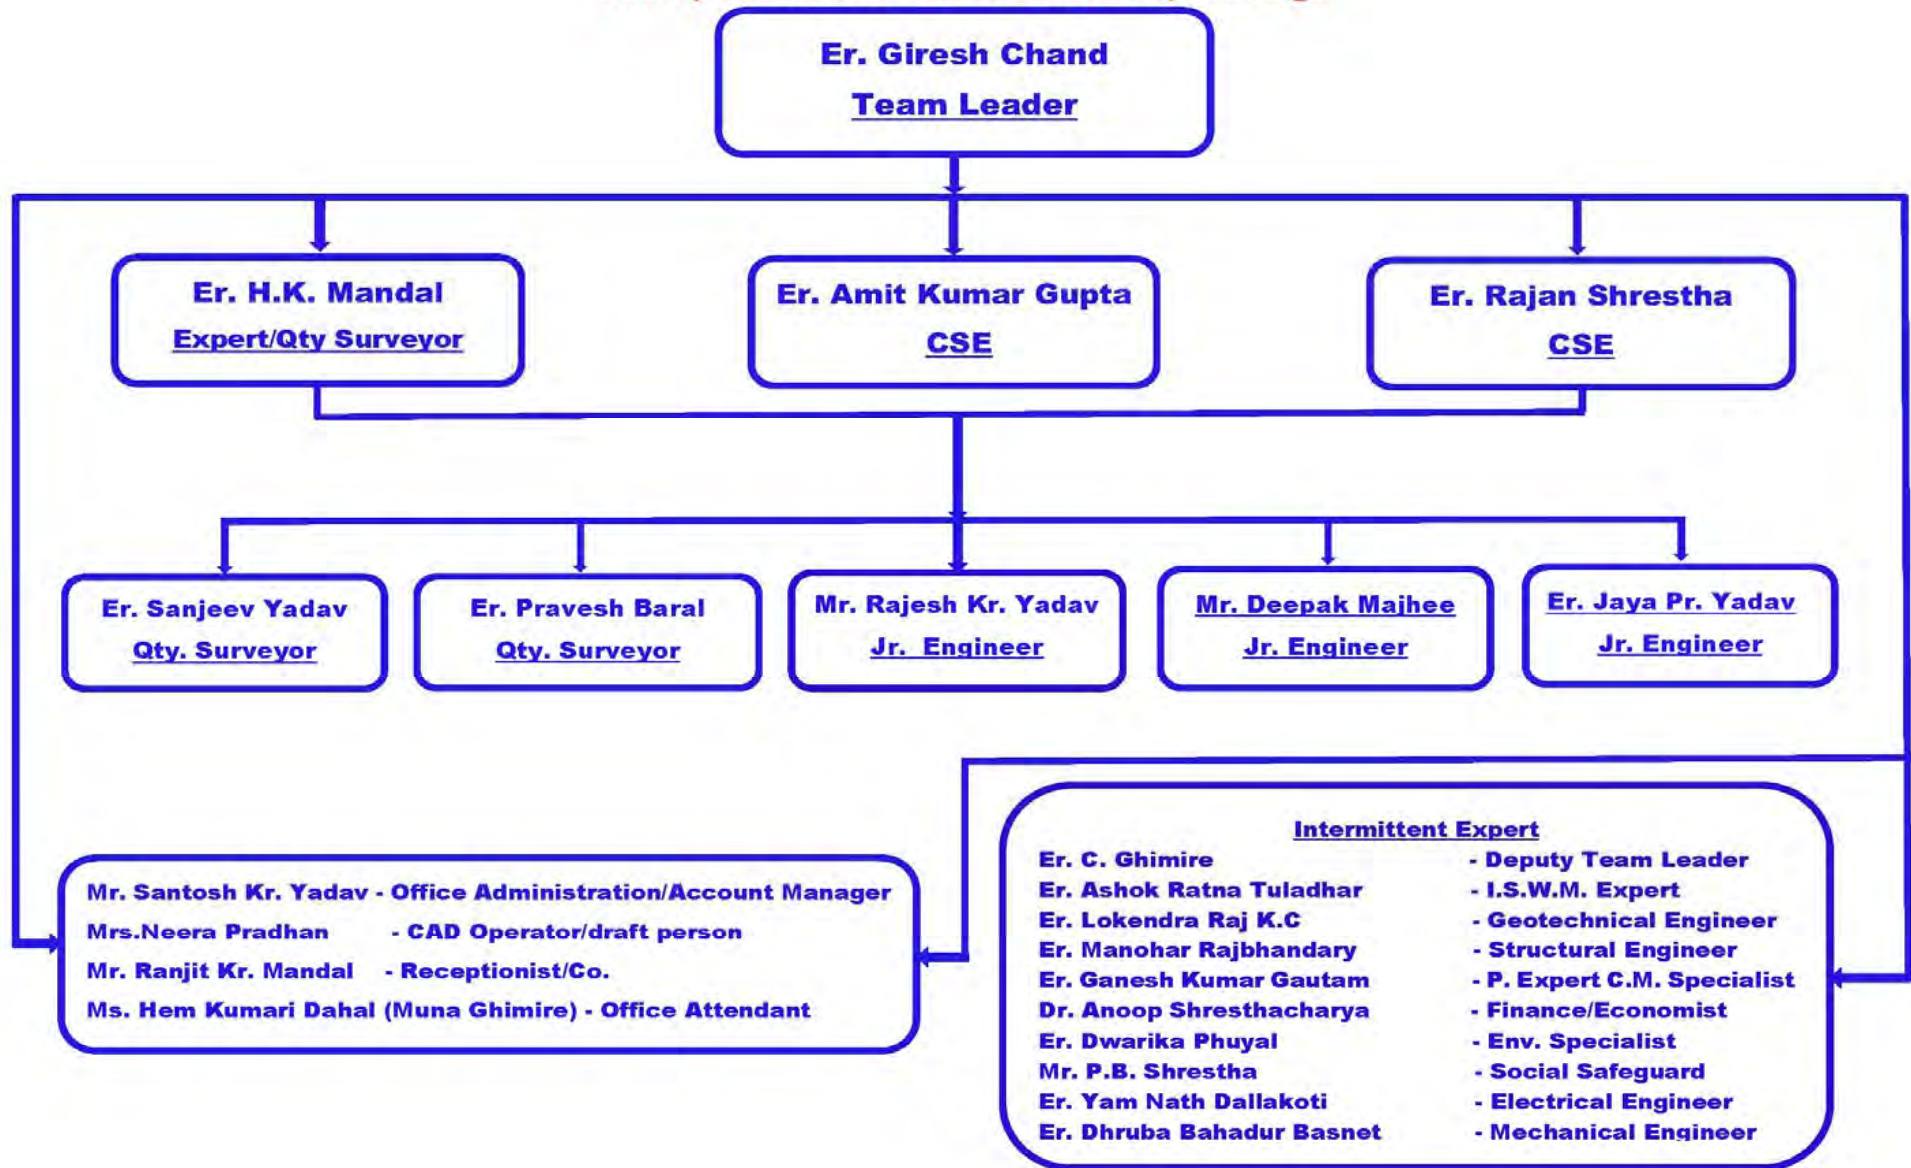 Er. Giresh Chand
Team Leader
Er. H.K. Mandal
Expert/Qty Surveyor
Er. Amit Kumar Gupta
CSE
Er. Rajan Shrestha
CSE
Er. Sanjeev Yadav
Qty. Surveyor
Er. Pravesh Baral
Qty. Surveyor
Mr. Rajesh Kr. Yadav
Jr. Engineer
Mr. Deepak Majhee
Jr. Engineer
Er. Jaya Pr. Yadav
Jr. Engineer
Mr. Santosh Kr. Yadav - Office Administration/Account Manager
Mrs.Neera Pradhan - CAD Operator/draft person
Mr. Ranjit Kr. Mandal - Receptionist/Co.
Ms. Hem Kumari Dahal (Muna Ghimire) - Office Attendant
Intermittent Expert
Er. C. Ghimire - Deputy Team Leader
Er. Ashok Ratna Tuladhar - I.S.W.M. Expert
Er. Lokendra Raj K.C - Geotechnical Engineer
Er. Manohar Rajbhandary - Structural Engineer
Er. Ganesh Kumar Gautam - P. Expert C.M. Specialist
Dr. Anoop Shresthacharya - Finance/Economist
Er. Dwarika Phuyal - Env. Specialist
Mr. P.B. Shrestha - Social Safeguard
Er. Yam Nath Dallakoti - Electrical Engineer
Er. Dhruba Bahadur Basnet - Mechanical Engineer